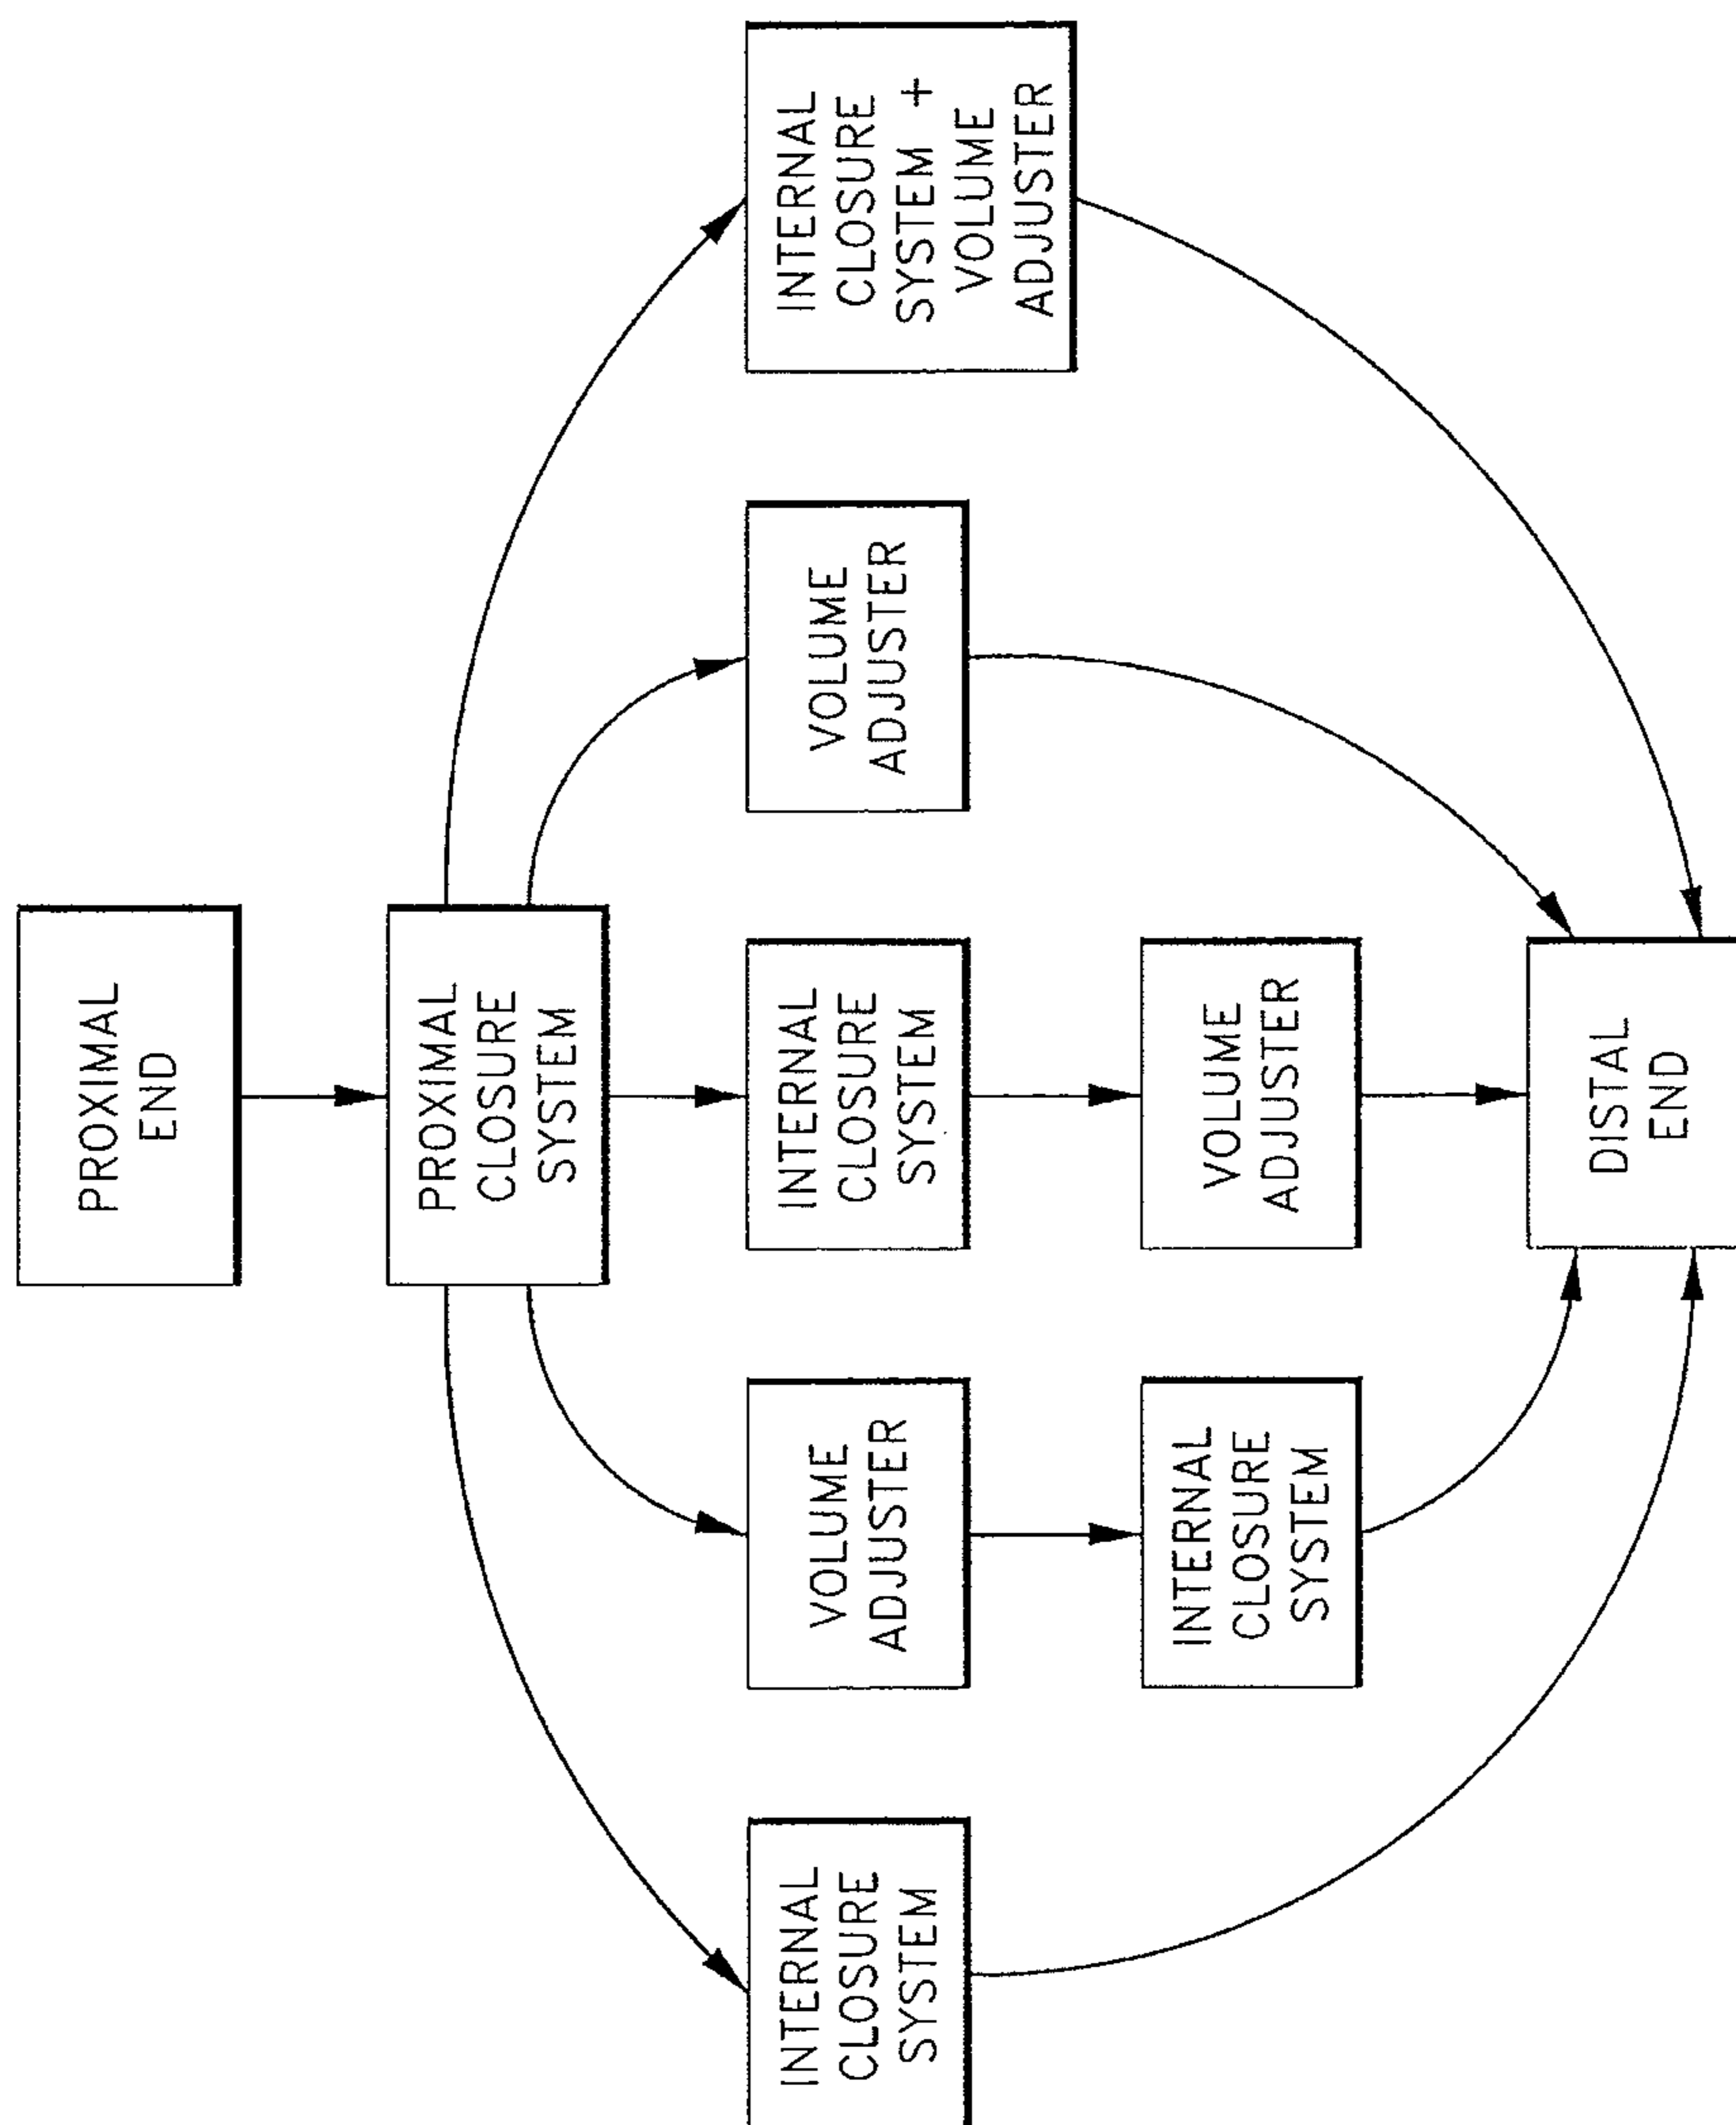 PROXIMAL
END
PROXIMAL
CLOSURE
SYSTEM
INTERNAL
CLOSURE
SYSTEM
VOLUME
ADJUSTER
INTERNAL
CLOSURE
SYSTEM
VOLUME
ADJUSTER
INTERNAL
CLOSURE
SYSTEM +
VOLUME
ADJUSTER
INTERNAL
CLOSURE
SYSTEM
VOLUME
ADJUSTER
DISTAL
END